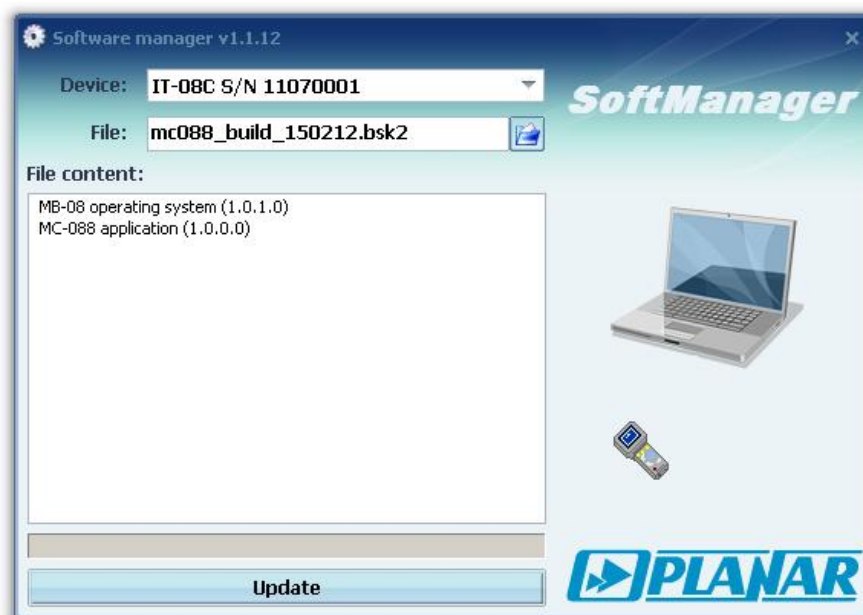 Software manager v1.1.12
Device: IT-08C S/N 11070001
SoftManager
File: mc088_build_150212.bsk2
File content:
MB-08 operating system (1.0.1.0)
MC-088 application (1.0.0.0)
Update
PLANAR